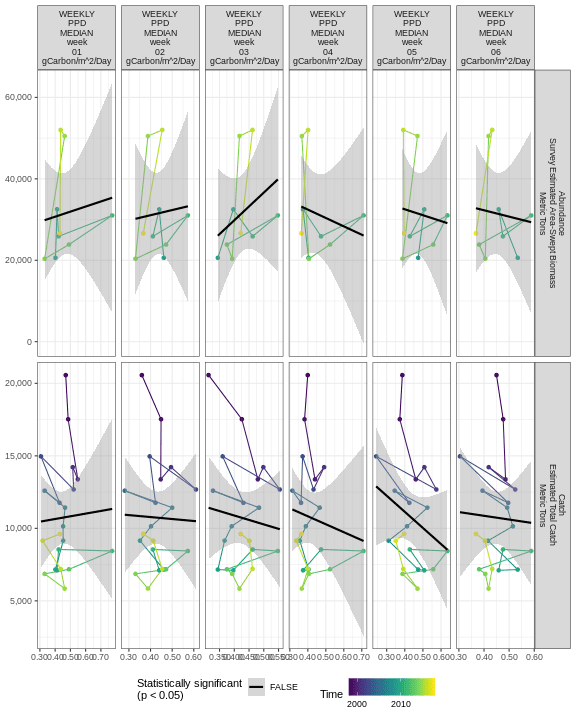 WEEKLY PPD MEDIAN week 01 gCarbon/m^2/Day
WEEKLY PPD MEDIAN week 02 gCarbon/m^2/Day
WEEKLY PPD MEDIAN week 03 gCarbon/m^2/Day
WEEKLY PPD MEDIAN week 04 gCarbon/m^2/Day
WEEKLY PPD MEDIAN week 05 gCarbon/m^2/Day
WEEKLY PPD MEDIAN week 06 gCarbon/m^2/Day
60,000
40,000
20,000
0
Abundance
Survey Estimated Area-Swept Biomass
Metric Tons
20,000
15,000
10,000
5,000
Catch
Estimated Total Catch
Metric Tons
0.30 0.40 0.50 0.60 0.70
0.30 0.40 0.50 0.60
0.30 0.40 0.50 0.60 0.70
0.30 0.40 0.50 0.60
0.30 0.40 0.50 0.60
Statistically significant
(p < 0.05)
FALSE
Time
2000 2010